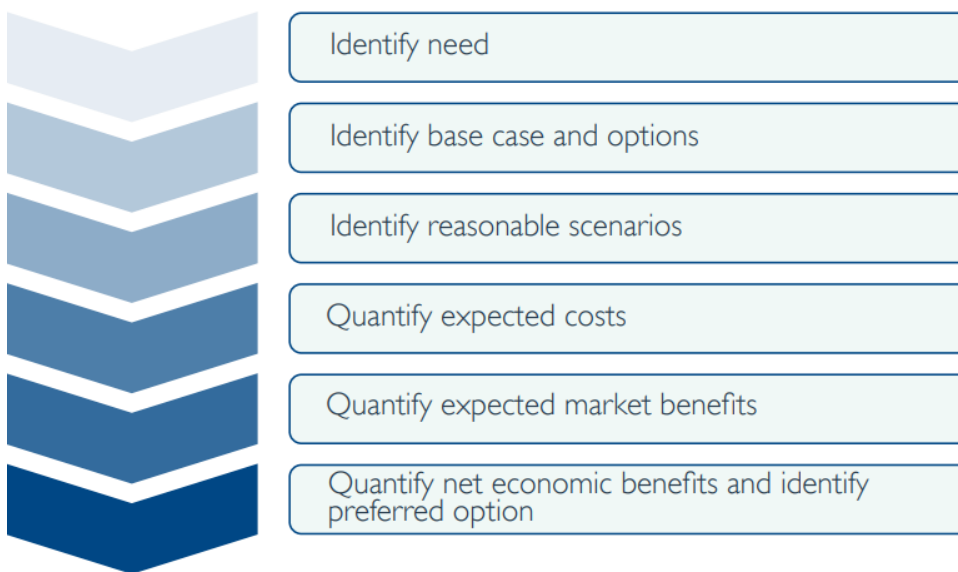 Identify need
Identify base case and options
Identify reasonable scenarios
Quantify expected costs
Quantify expected market benefits
Quantify net economic benefits and identify
preferred option